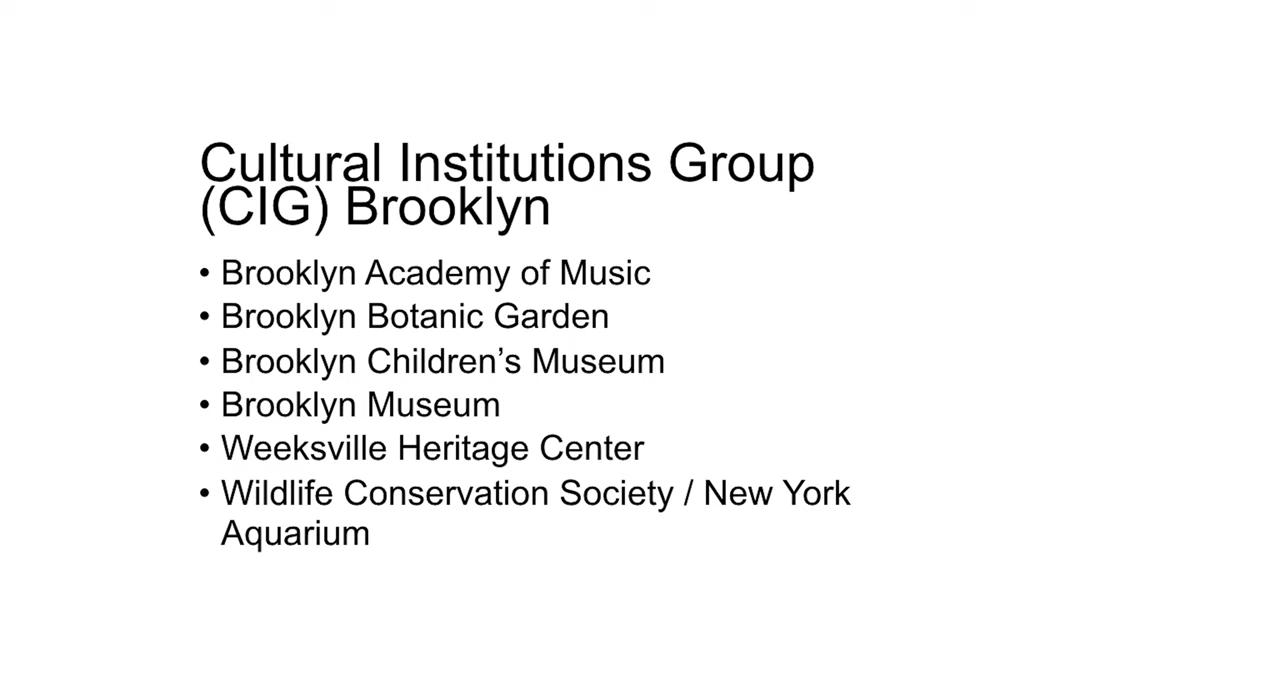 Cultural Institutions Group
(CIG) Brooklyn
• Brooklyn Academy of Music
• Brooklyn Botanic Garden
• Brooklyn Children’s Museum
• Brooklyn Museum
• Weeksville Heritage Center
• Wildlife Conservation Society / New York
Aquarium